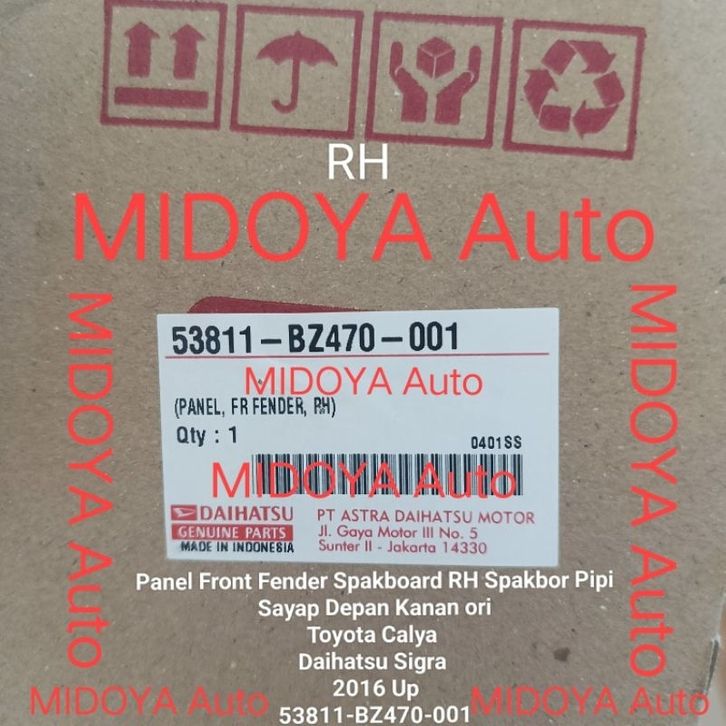 RH
MIDOYA Auto
MIDOYA Auto
MIDOYA Auto
53811-BZ470-001
MIDOYA Auto
(PANEL, FR FENDER, RH)
Qty : 1
0401SS
MIDOYA Auto
DAIHATSU
GENUINE PARTS
MADE IN INDONESIA
PT ASTRA DAIHATSU MOTOR
Jl. Gaya Motor III No. 5
Sunter II - Jakarta 14330
Panel Front Fender Spakboard RH Spakbor Pipi
Sayap Depan Kanan ori
Toyota Calya
Daihatsu Sigra
2016 Up
53811-BZ470-001
MIDOYA Auto
MIDOYA Auto